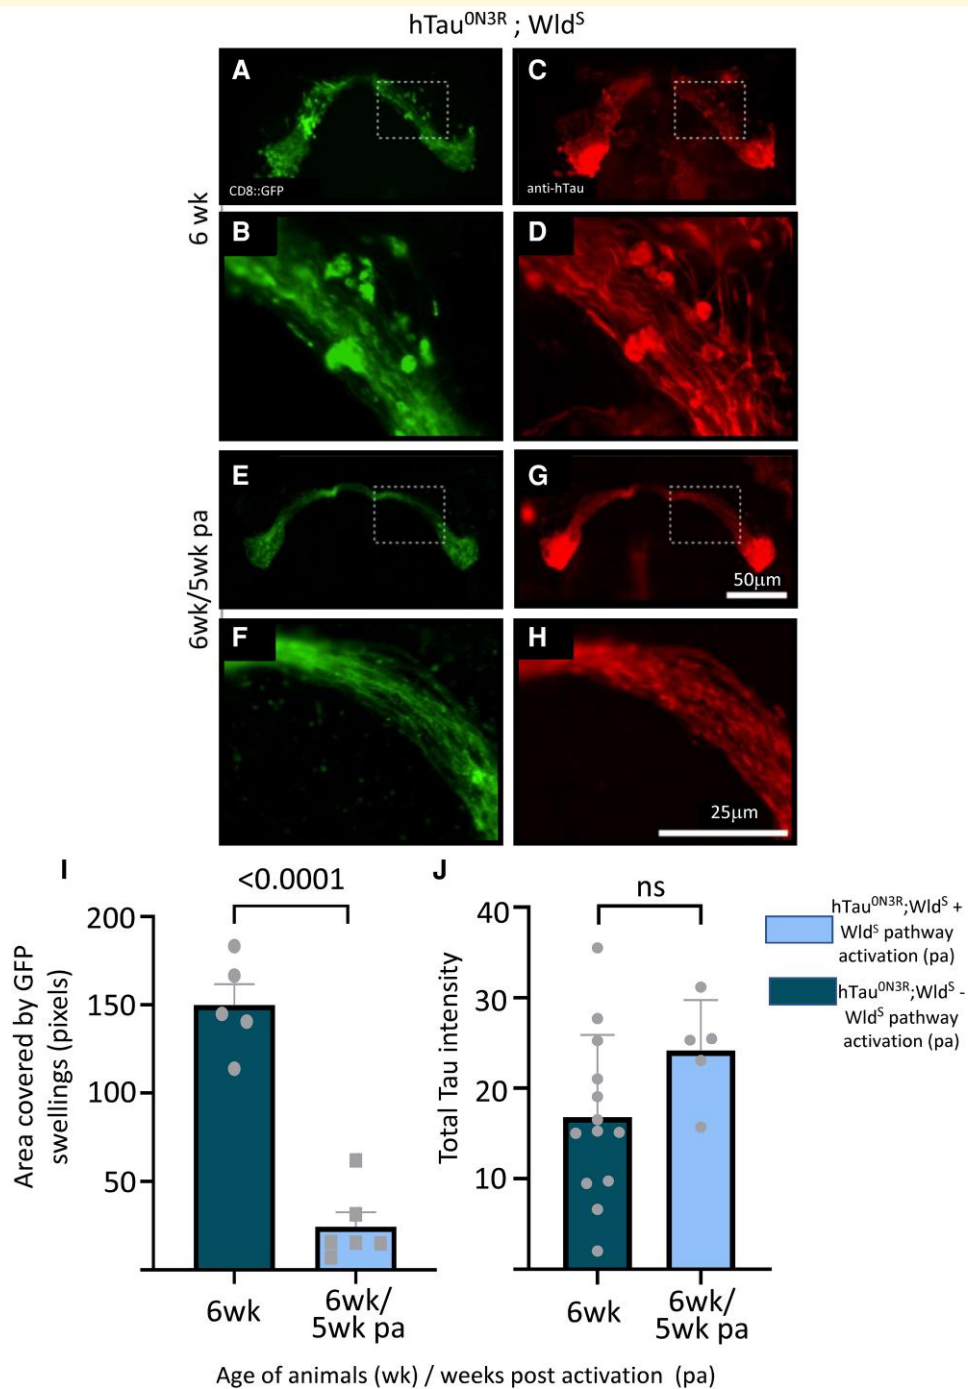 hTau0N3R ; WldS
A
C
CD8::GFP
anti-hTau
6 wk
B
D
E
G
50μm
6wk/5wk pa
F
H
25μm
I
<0.0001
Area covered by GFP
swellings (pixels)
200
150
100
50
6wk
6wk/
5wk pa
J
ns
Total Tau intensity
40
30
20
10
6wk
6wk/
5wk pa
hTau0N3R;WldS +
WldS pathway
activation (pa)
hTau0N3R;WldS -
WldS pathway
activation (pa)
Age of animals (wk) / weeks post activation (pa)